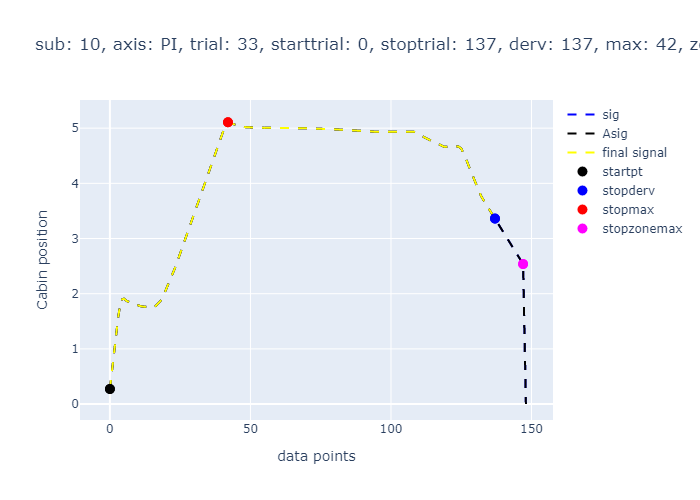 sub: 10, axis: PI, trial: 33, starttrial: 0, stoptrial: 137, derv: 137, max: 42,
sig
Asig
final signal
startpt
stopderv
stopmax
stopzonemax
Cabin position
5
4
3
2
1
0
0
50
100
150
data points